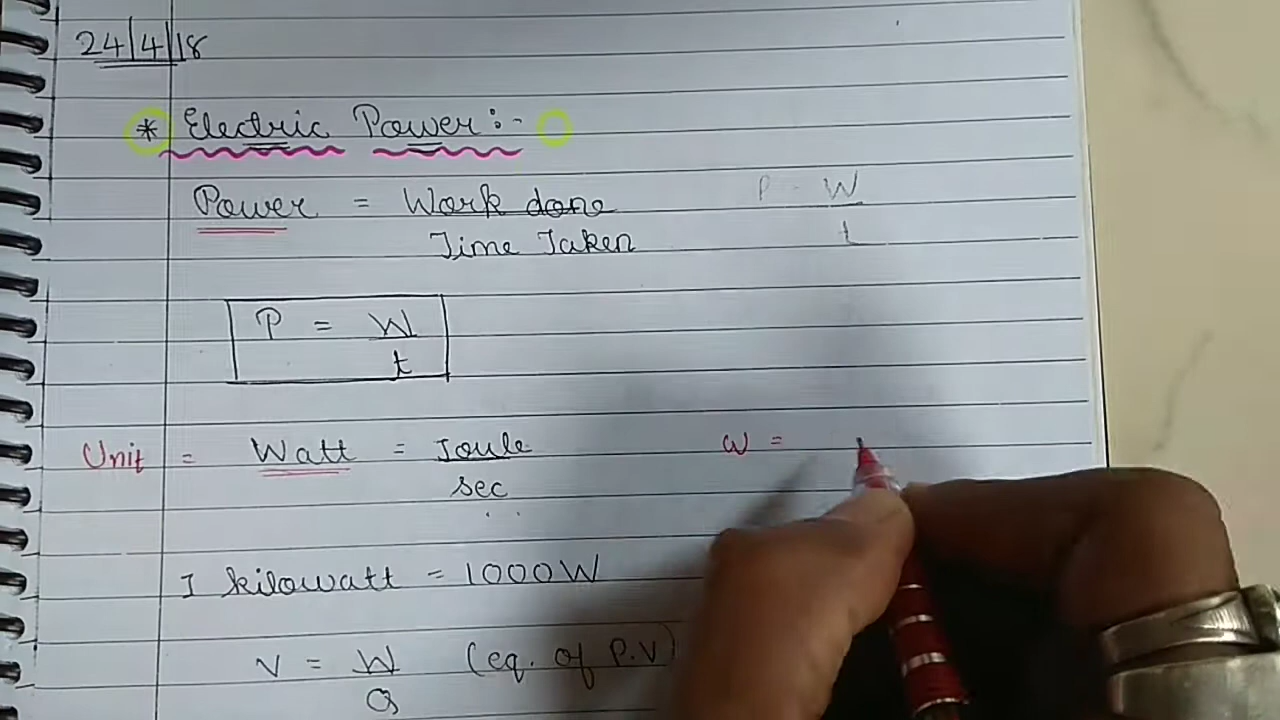 24/4/18
* Electric Power:-
Power = Work done
Time Taken
P - W
t
P = W
t
Unit = Watt = Joule
sec
W =
1 kilowatt = 1000W
V = W (eq. of P.V)
Q